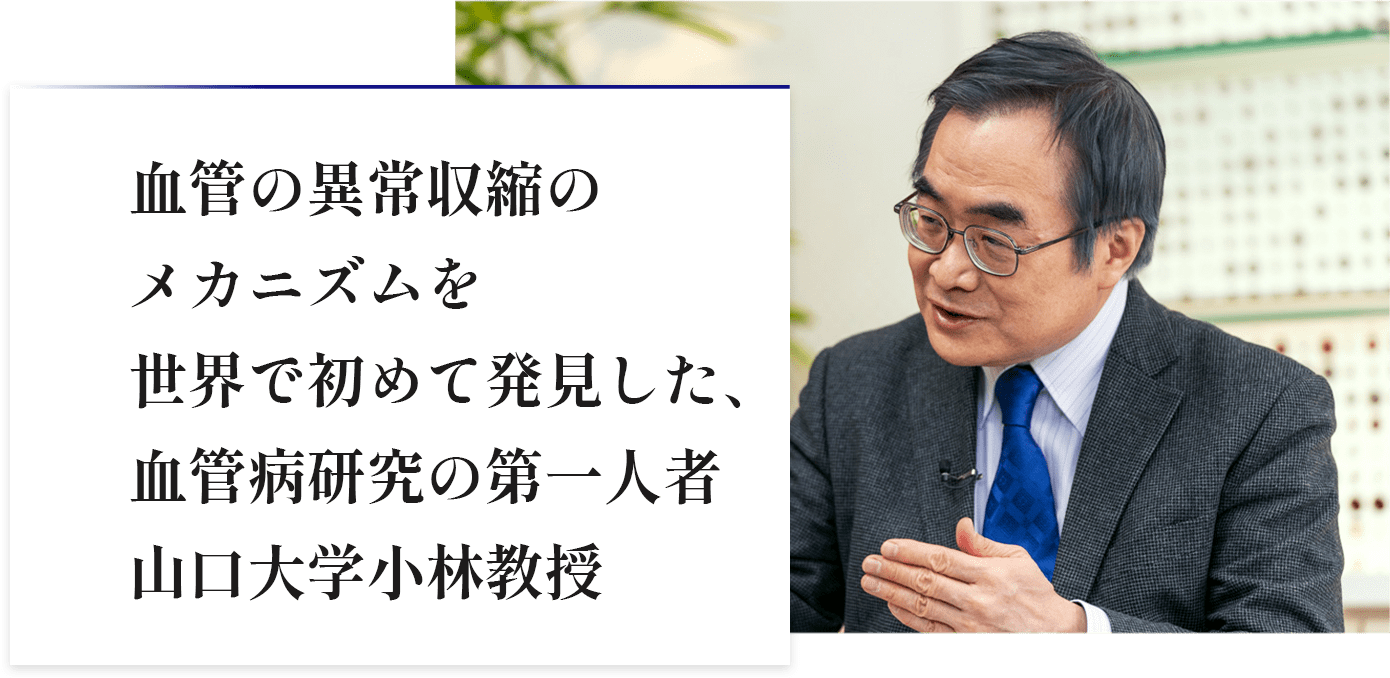 血管の異常収縮の
メカニズムを
世界で初めて発見した、
血管病研究の第一人者
山口大学小林教授